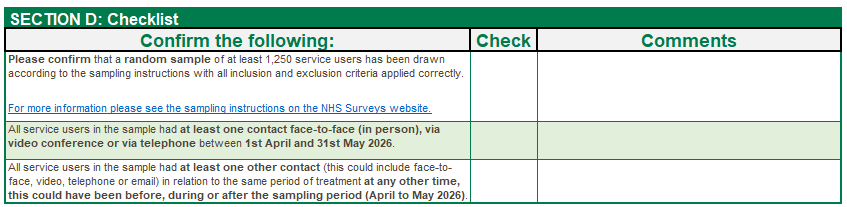 SECTION D: Checklist
Confirm the following: Check Comments
Please confirm that a random sample of at least 1,250 service users has been drawn
according to the sampling instructions with all inclusion and exclusion criteria applied correctly.
For more information please see the sampling instructions on the NHS Surveys website.
All service users in the sample had at least one contact face-to-face (in person), via
video conference or via telephone between 1st April and 31st May 2026.
All service users in the sample had at least one other contact (this could include face-to-
face, video, telephone or email) in relation to the same period of treatment at any other time,
this could have been before, during or after the sampling period (April to May 2026).